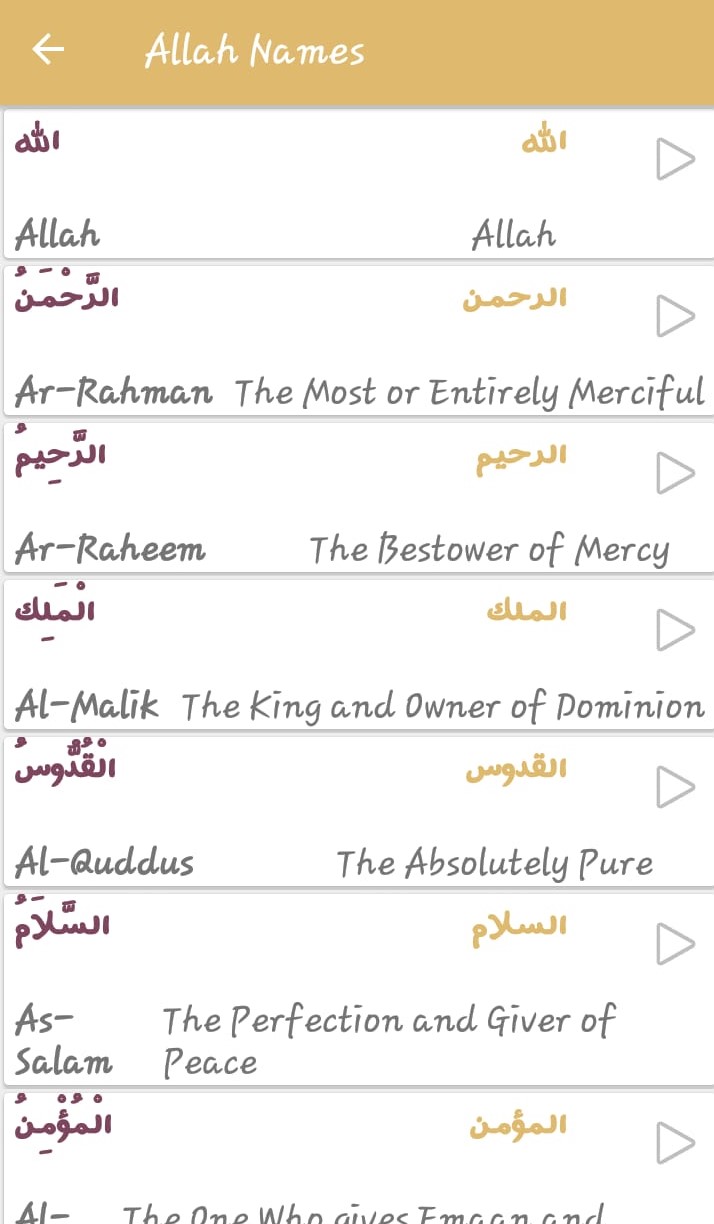 Allah Names
الله الله
Allah Allah
الرَّحْمَنُ الرحمن
Ar-Rahman The Most or Entirely Merciful
الرَّحِيمُ الرحيم
Ar-Raheem The Bestower of Mercy
الْمَلِك الملك
Al-Malik The King and Owner of Dominion
الْقُدُّوسُ القدوس
Al-Quddus The Absolutely Pure
السَّلَامُ السلام
As- The Perfection and Giver of
Salam Peace
الْمُؤْمِنُ المؤمن
Al- The One Who gives Emaan and